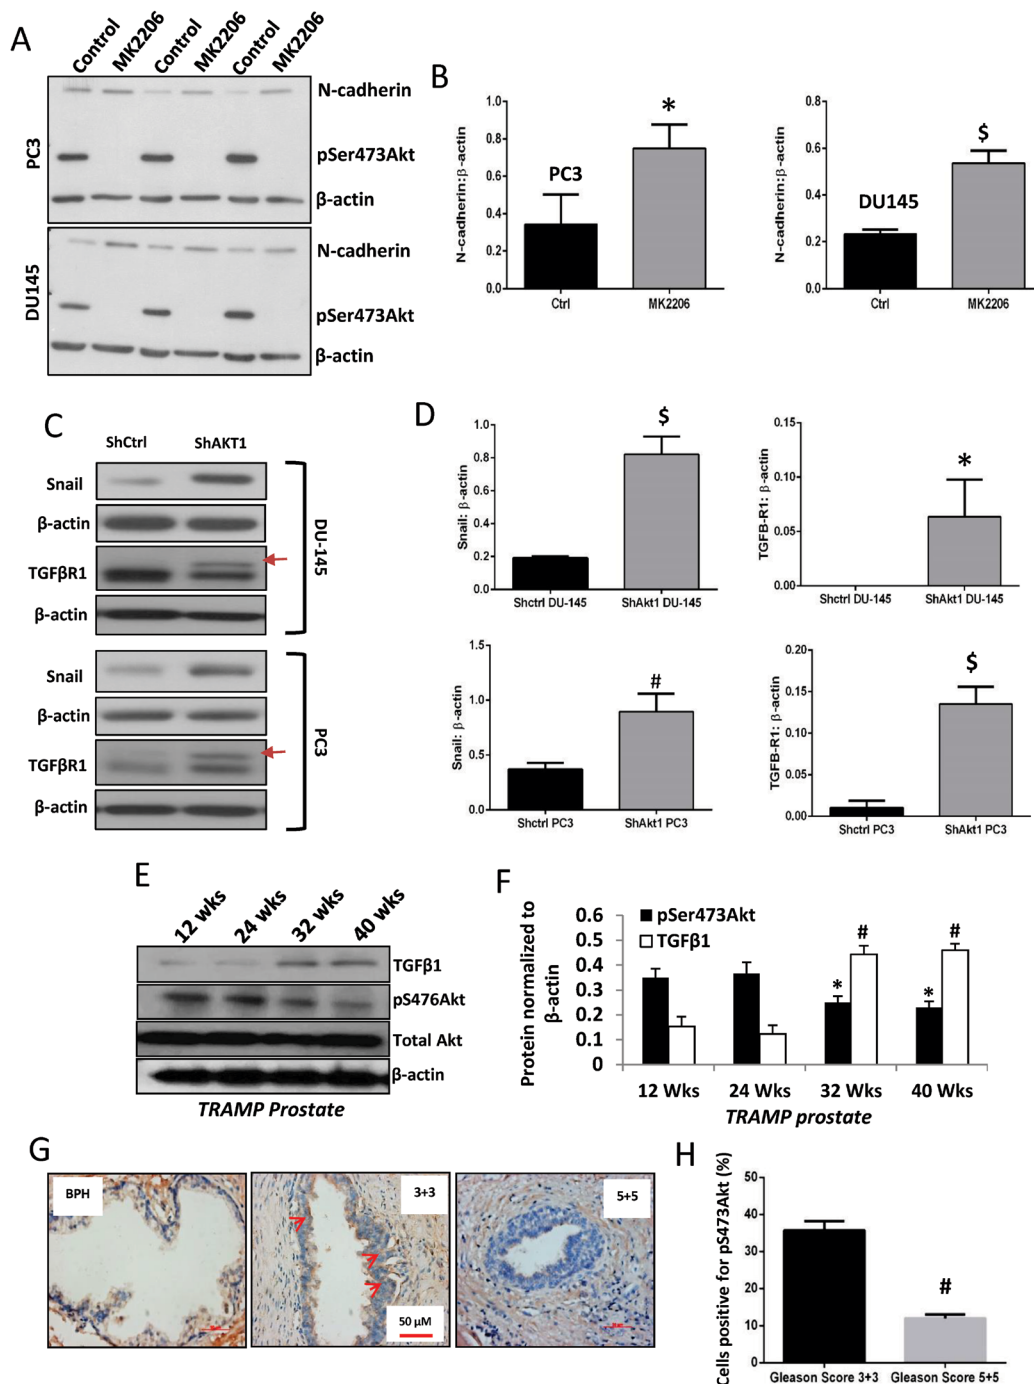 A
Control MK2206 Control MK2206 Control MK2206
PC3
N-cadherin
pSer473Akt
β-actin
DU145
N-cadherin
pSer473Akt
β-actin
B
N-cadherin:β-actin
1.0
0.8
0.6
0.4
0.2
0.0
PC3
*
Ctrl MK2206
N-cadherin:β-actin
0.8
0.6
0.4
0.2
0.0
DU145
$
Ctrl MK2206
C
ShCtrl ShAKT1
Snail
β-actin
TGFβR1
β-actin
DU-145
Snail
β-actin
TGFβR1
β-actin
PC3
D
Snail: β-actin
1.0
0.8
0.6
0.4
0.2
0.0
$
Shctrl DU-145 ShAkt1 DU-145
TGFB-R1: β-actin
0.15
0.10
0.05
0.00
*
Shctrl DU-145 ShAkt1 DU-145
Snail: β-actin
1.5
1.0
0.5
0.0
#
Shctrl PC3 ShAkt1 PC3
TGFB-R1: β-actin
0.20
0.15
0.10
0.05
0.00
$
Shctrl PC3 ShAkt1 PC3
E
12 wks 24 wks 32 wks 40 wks
TGFβ1
pS476Akt
Total Akt
β-actin
TRAMP Prostate
F
Protein normalized to
β-actin
0.6
0.5
0.4
0.3
0.2
0.1
0
pSer473Akt
TGFβ1
* # * #
12 Wks 24 Wks 32 Wks 40 Wks
TRAMP prostate
G
BPH
3+3
50 µM
5+5
H
Cells positive for pS473Akt (%)
40
30
20
10
0
#
Gleason Score 3+3 Gleason Score 5+5